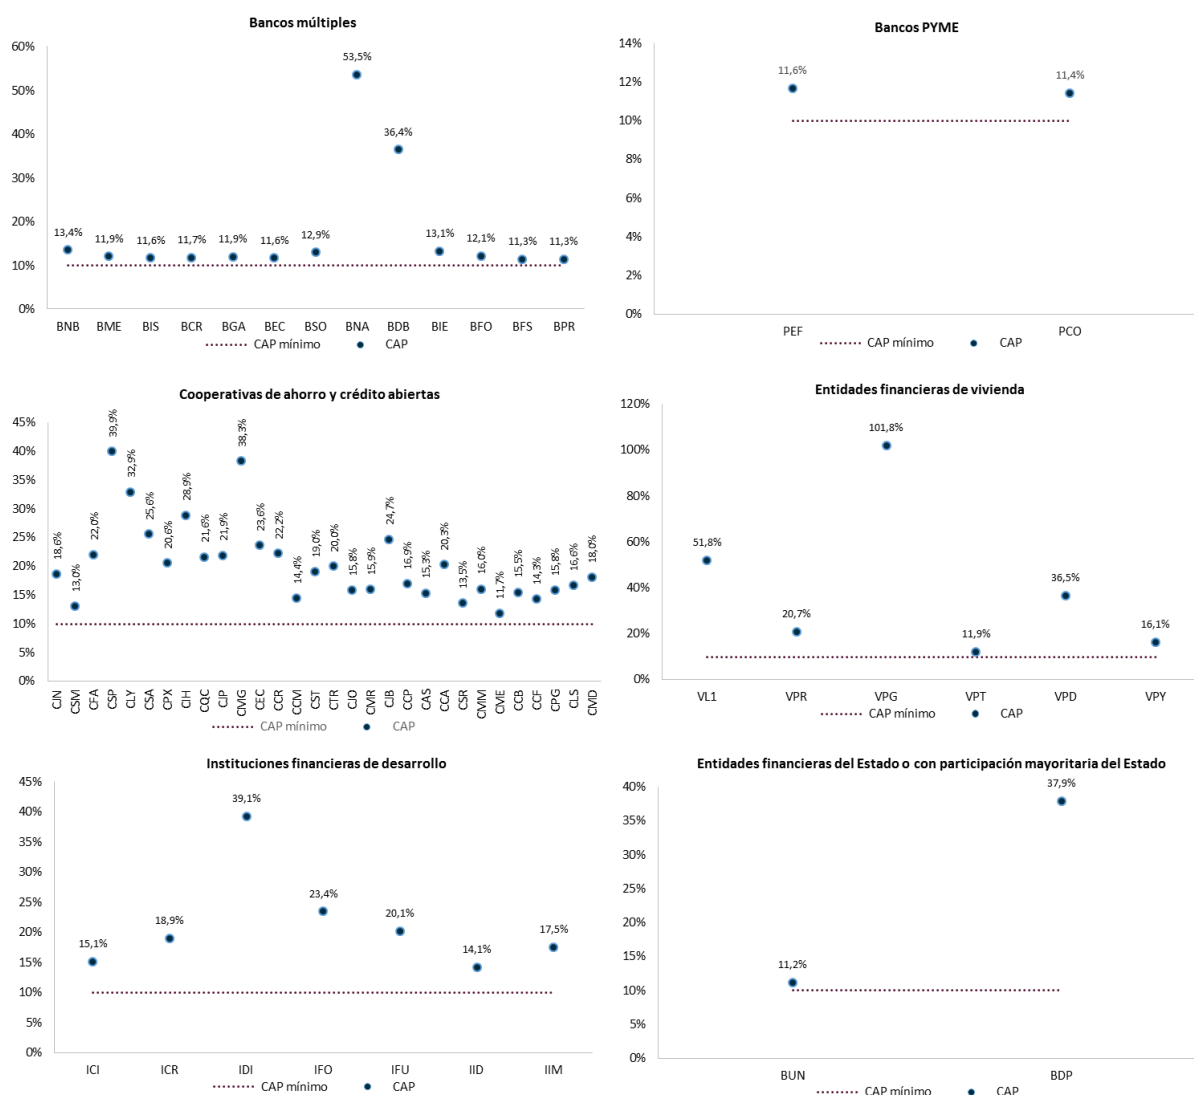 Bancos múltiples
60%
50%
40%
30%
20%
10%
0%
13,4% 11,9% 11,6% 11,7% 11,9% 11,6% 12,9% 53,5% 36,4% 13,1% 12,1% 11,3% 11,3%
BNB BME BIS BCR BGA BEC BSO BNA BDB BIE BFO BFS BPR
CAP mínimo CAP
Bancos PYME
14%
12%
10%
8%
6%
4%
2%
0%
11,6% 11,4%
PEF PCO
CAP mínimo CAP
Cooperativas de ahorro y crédito abiertas
45%
40%
35%
30%
25%
20%
15%
10%
5%
0%
18,6% 13,0% 22,0% 39,9% 32,9% 25,6% 20,6% 28,9% 21,6% 21,9% 38,3% 23,6% 22,2% 14,4% 19,0% 20,0% 15,8% 15,9% 24,7% 16,9% 15,3% 20,3% 13,5% 16,0% 11,7% 15,5% 14,3% 15,8% 16,6% 18,0%
CJN CSM CFA CSP CLY CSA CPX CIH CQC CJP CMG CEC CCR CCM CST CTR CJO CMR CJB CCP CAS CCA CSR CMM CME CCB CCF CPG CLS CMD
CAP mínimo CAP
Entidades financieras de vivienda
120%
100%
80%
60%
40%
20%
0%
51,8% 20,7% 101,8% 11,9% 36,5% 16,1%
VL1 VPR VPG VPT VPD VPY
CAP mínimo CAP
Instituciones financieras de desarrollo
45%
40%
35%
30%
25%
20%
15%
10%
5%
0%
15,1% 18,9% 39,1% 23,4% 20,1% 14,1% 17,5%
ICI ICR IDI IFO IFU IID IIM
CAP mínimo CAP
Entidades financieras del Estado o con participación mayoritaria del Estado
40%
35%
30%
25%
20%
15%
10%
5%
0%
11,2% 37,9%
BUN BDP
CAP mínimo CAP